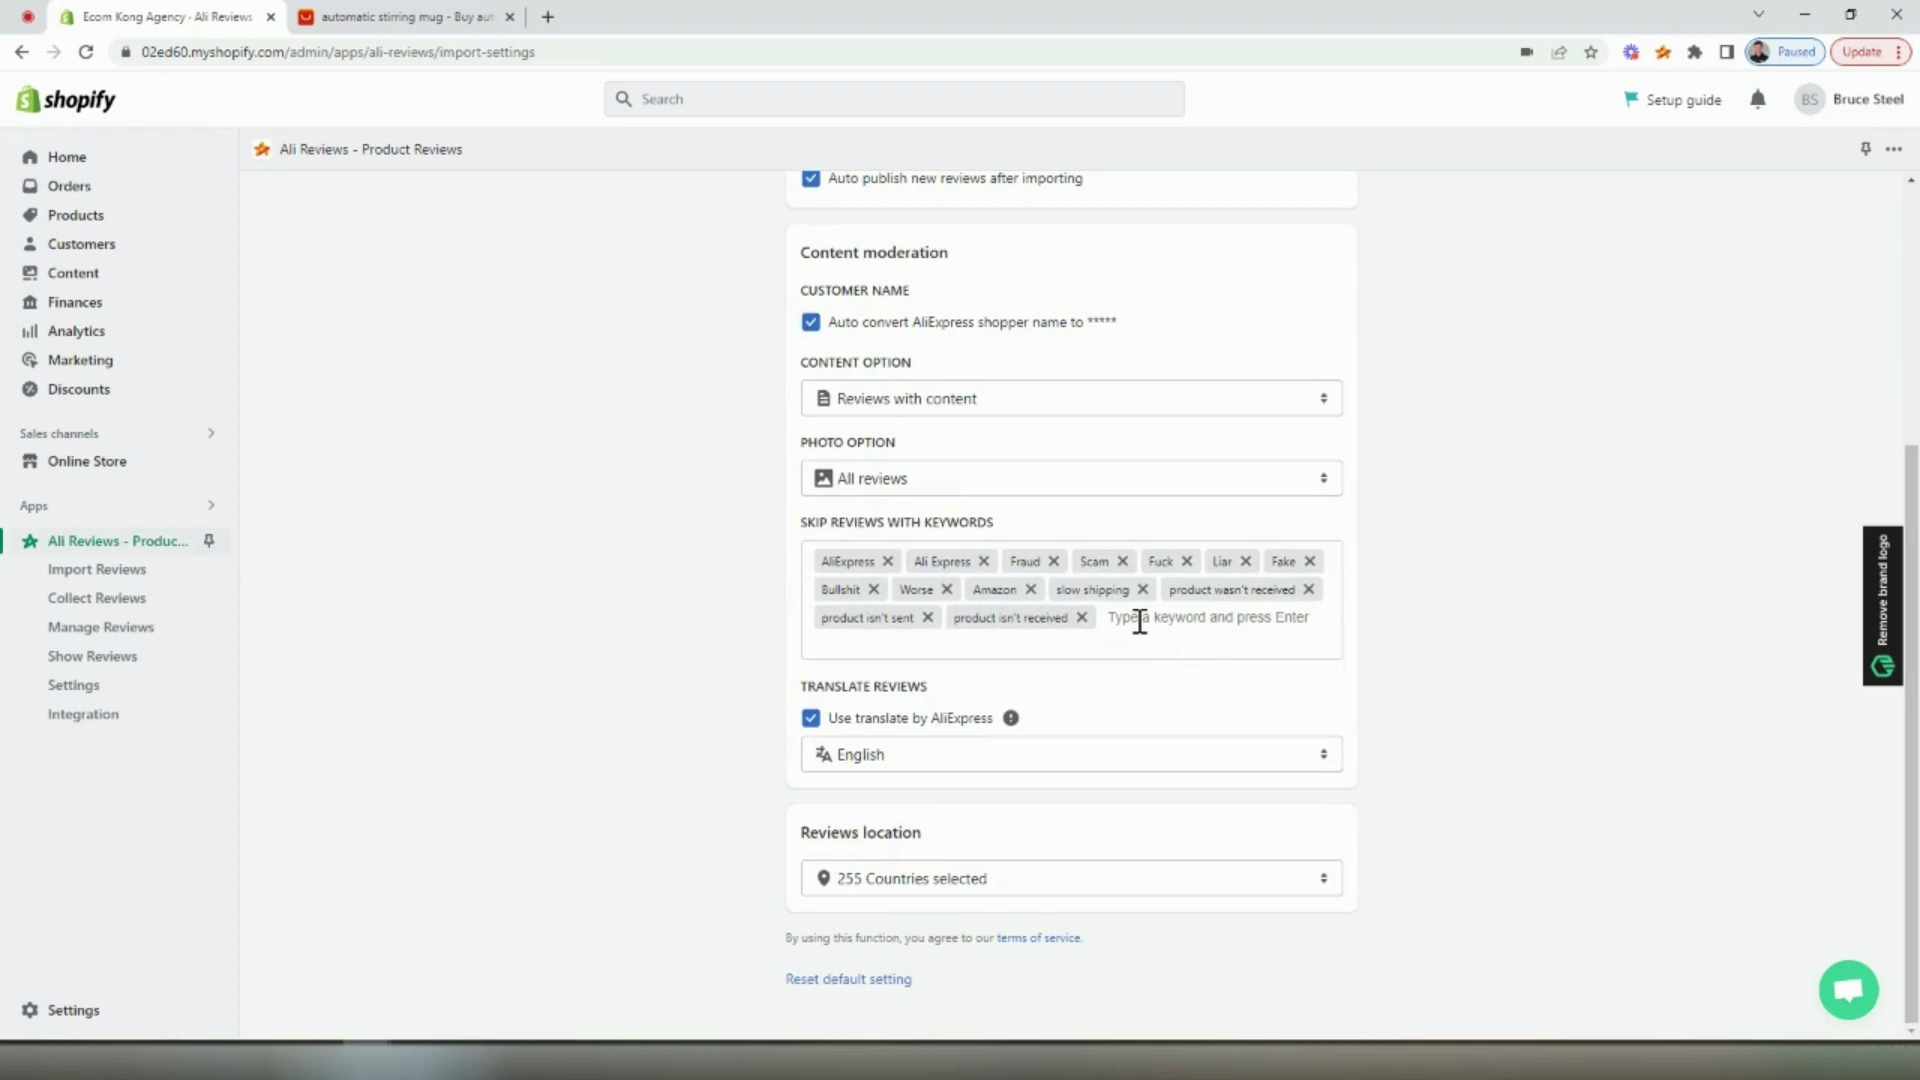 Ecom Kong Agency · Ali Reviews
automatic stirring mug - Buy aut
02ed60.myshopify.com/admin/apps/ali-reviews/import-settings
Paused
Update
shopify
Search
Setup guide
BS
Bruce Steel
Home
Orders
Products
Customers
Content
Finances
Analytics
Marketing
Discounts
Sales channels
Online Store
Apps
Ali Reviews - Produc...
Import Reviews
Collect Reviews
Manage Reviews
Show Reviews
Settings
Integration
Settings
Ali Reviews - Product Reviews
Auto publish new reviews after importing
Content moderation
CUSTOMER NAME
Auto convert AliExpress shopper name to *****
CONTENT OPTION
Reviews with content
PHOTO OPTION
All reviews
SKIP REVIEWS WITH KEYWORDS
AliExpress Ali Express Fraud Scam Fuck Liar Fake
Bullshit Worse Amazon slow shipping product wasn't received
product isn't sent product isn't received Type a keyword and press Enter
TRANSLATE REVIEWS
Use translate by AliExpress
English
Reviews location
255 Countries selected
By using this function, you agree to our terms of service.
Reset default setting
Remove brand logo